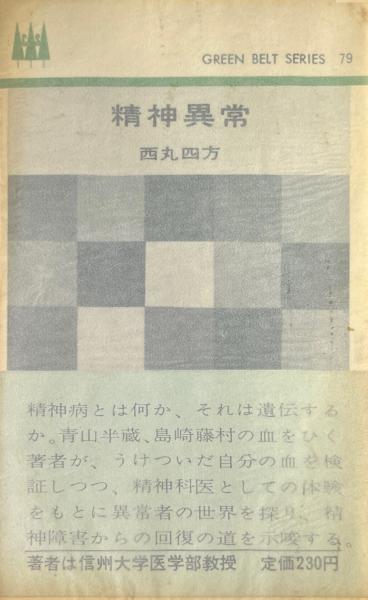 GREEN BELT SERIES 79
精神異常
西丸四方
精神病とは何か、それは遺伝する
か。青山半蔵、島崎藤村の血をひく
著者が、うけついだ自分の血を検
証しつつ、精神科医としての体験
をもとに異常者の世界を探り、精
神障害からの回復の道を示唆する。
著者は信州大学医学部教授 定価230円